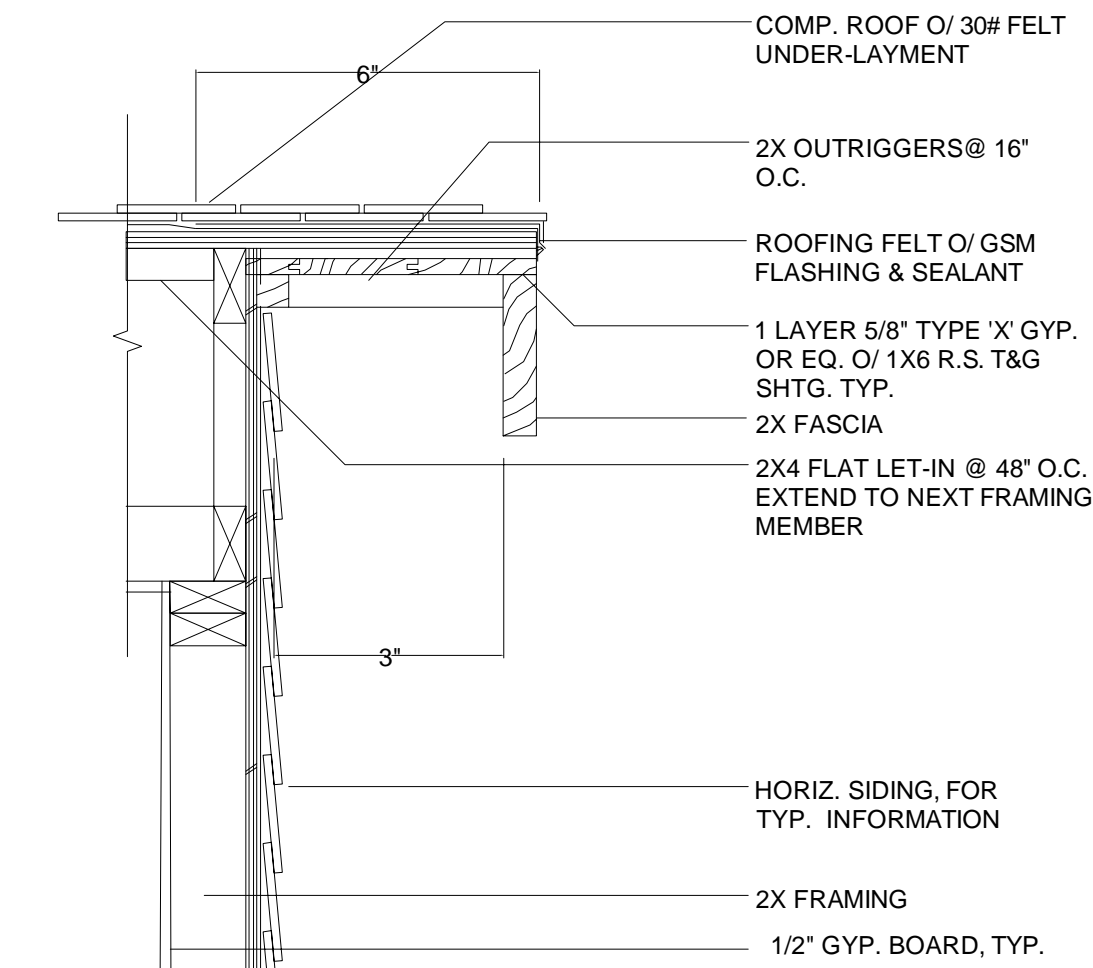 COMP. ROOF O/ 30# FELT
UNDER-LAYMENT
6"
2X OUTRIGGERS@ 16"
O.C.
ROOFING FELT O/ GSM
FLASHING & SEALANT
1 LAYER 5/8" TYPE 'X' GYP.
OR EQ. O/ 1X6 R.S. T&G
SHTG. TYP.
2X FASCIA
2X4 FLAT LET-IN @ 48" O.C.
EXTEND TO NEXT FRAMING
MEMBER
3"
HORIZ. SIDING, FOR
TYP. INFORMATION
2X FRAMING
1/2" GYP. BOARD, TYP.